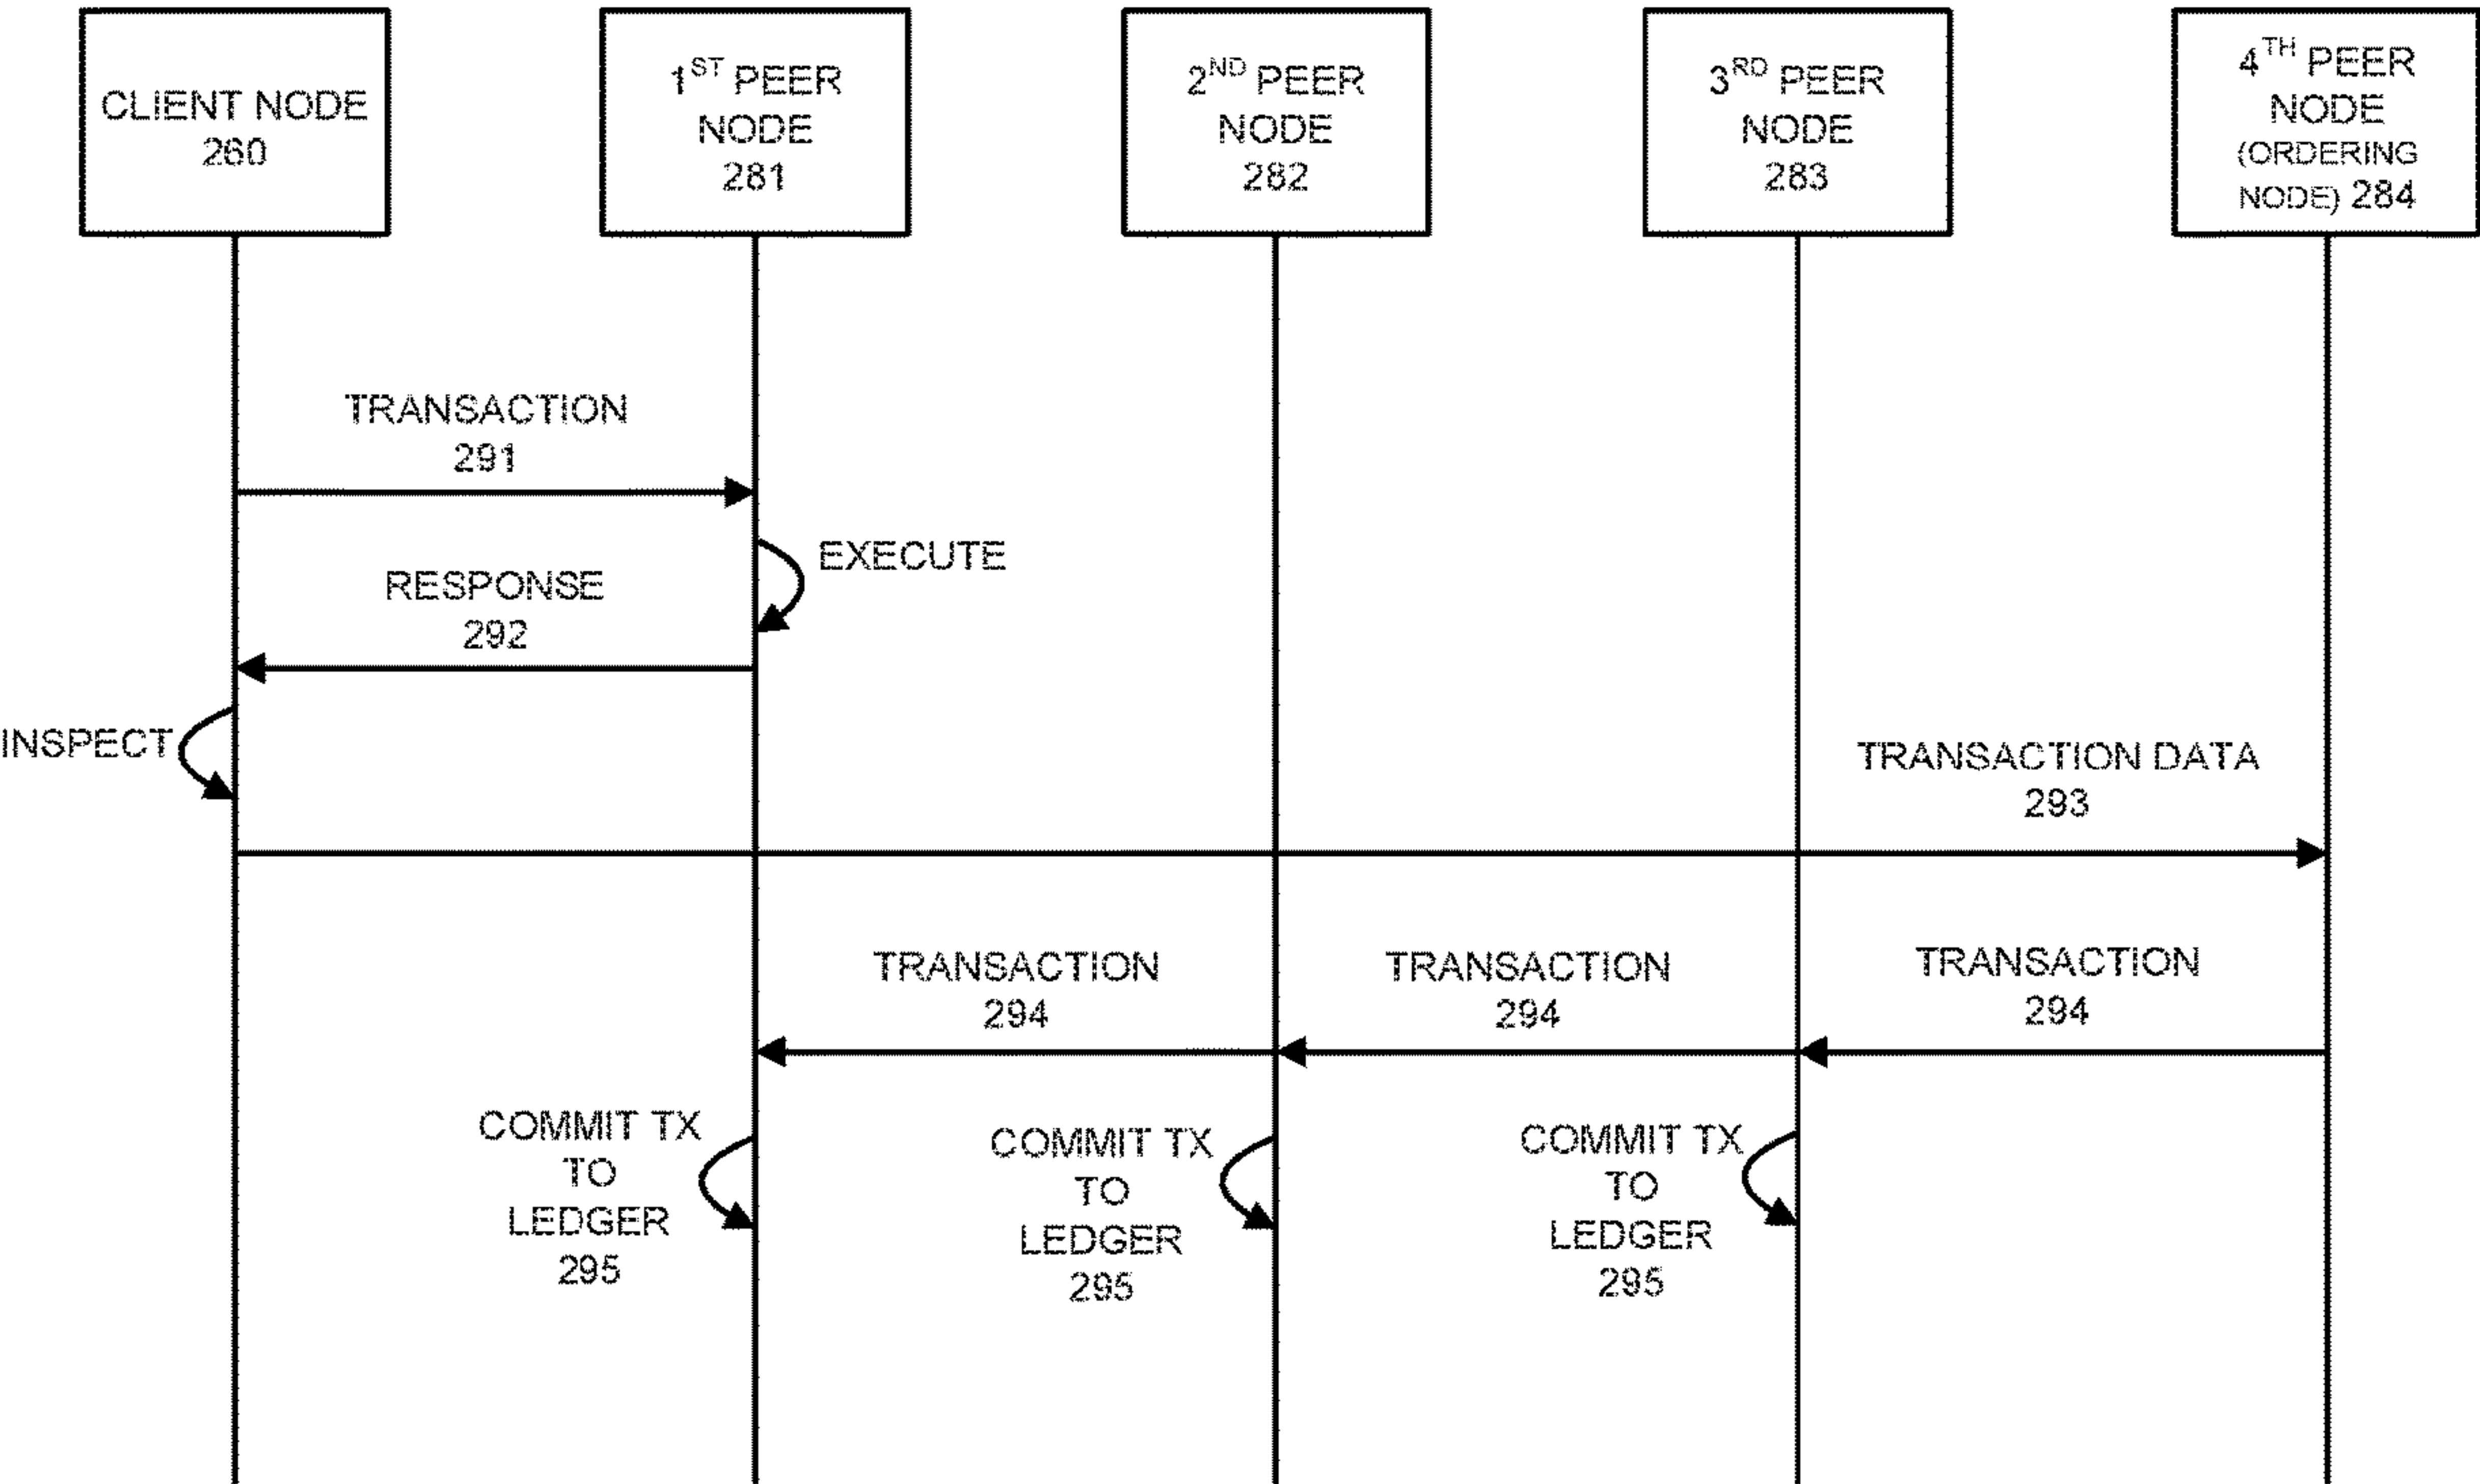 CLIENT NODE
260
1ST PEER
NODE
281
2ND PEER
NODE
282
3RD PEER
NODE
283
4TH PEER
NODE
(ORDERING
NODE) 284
TRANSACTION
291
EXECUTE
RESPONSE
292
INSPECT
TRANSACTION DATA
293
TRANSACTION
294
TRANSACTION
294
TRANSACTION
294
COMMIT TX
TO
LEDGER
295
COMMIT TX
TO
LEDGER
295
COMMIT TX
TO
LEDGER
295